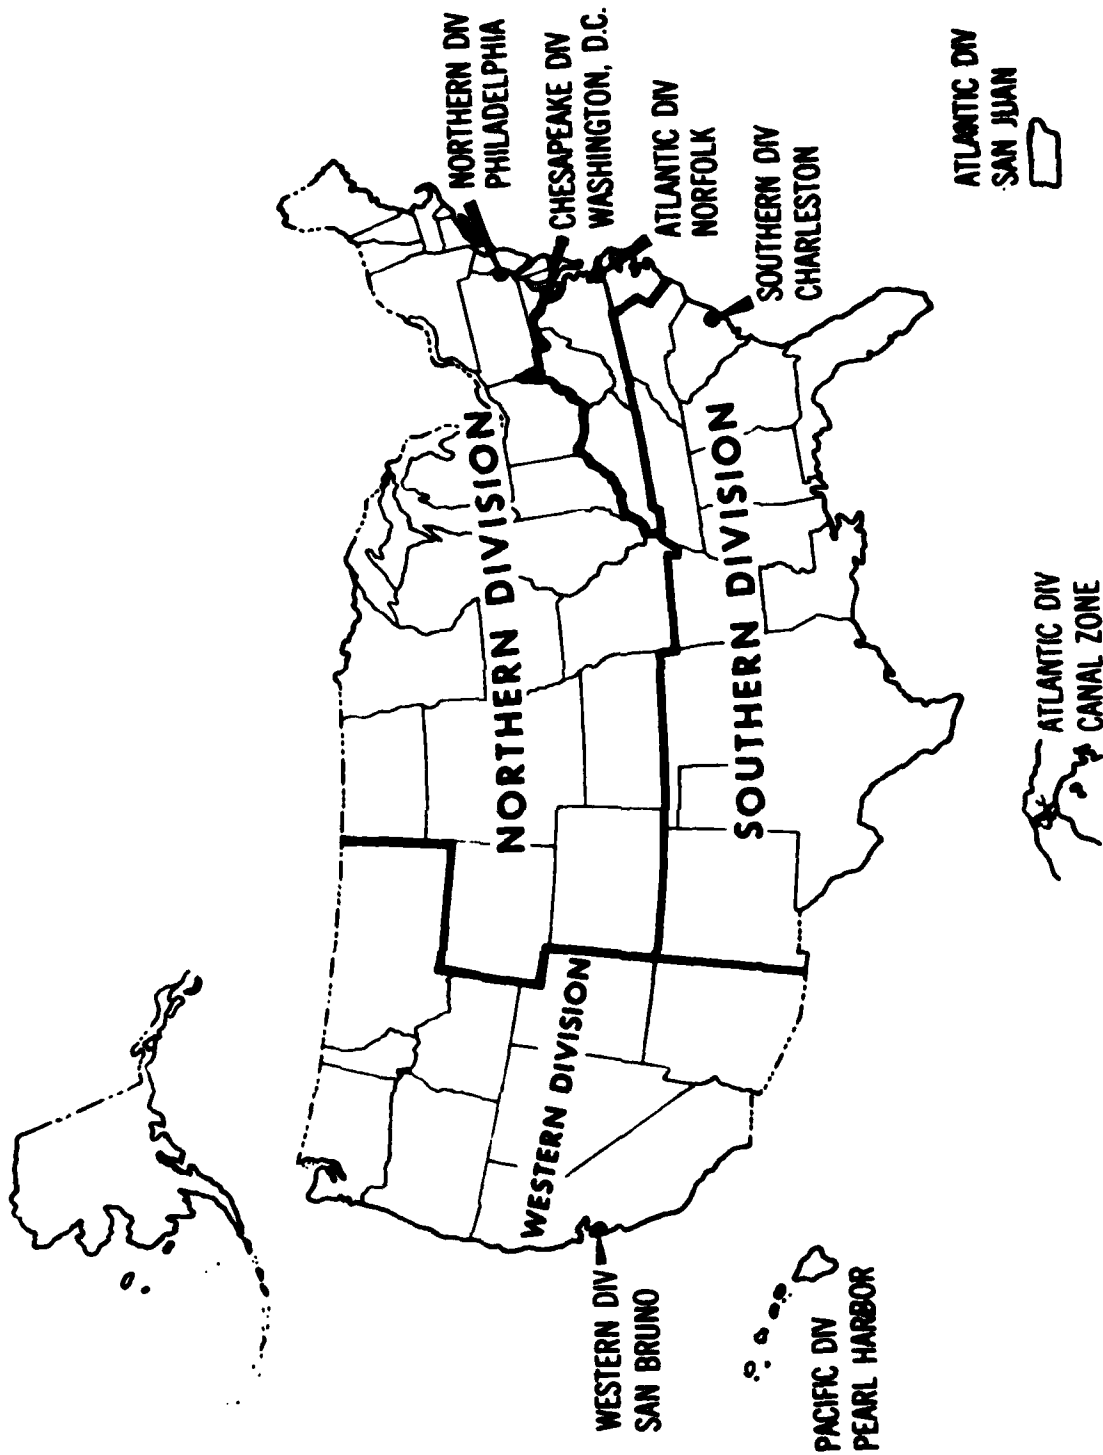 NORTHERN DIV
PHILADELPHIA
CHESAPEAKE DIV
WASHINGTON, D.C.
ATLANTIC DIV
NORFOLK
SOUTHERN DIV
CHARLESTON
ATLANTIC DIV
SAN JUAN
NORTHERN DIVISION
SOUTHERN DIVISION
WESTERN DIVISION
ATLANTIC DIV
CANAL ZONE
WESTERN DIV
SAN BRUNO
PACIFIC DIV
PEARL HARBOR